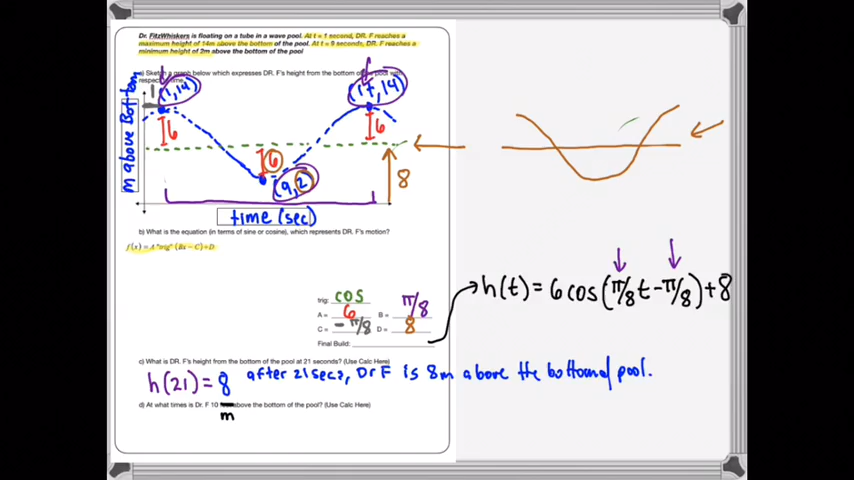 Dr. FitzWhiskers is floating on a tube in a wave pool. At t = 1 second, DR. F reaches a
maximum height of 14m above the bottom of the pool. At t = 9 seconds, DR. F reaches a
minimum height of 2m above the bottom of the pool
a) Sketch a graph below which expresses DR. F's height from the bottom of the pool with
respect
(1,14)
(17,14)
6
6
6
(9,2)
8
m above Bottom
time (sec)
b) What is the equation (in terms of sine or cosine), which represents DR. F's motion?
f(x) = A "trig" (Bx – C) + D
h(t) = 6 cos(π/8 t - π/8) + 8
trig: cos
A = 6 B = π/8
C = - π/8 D = 8
Final Build:
c) What is DR. F's height from the bottom of the pool at 21 seconds? (Use Calc Here)
h(21) = 8 after 21 secs, Dr F is 8m above the bottom of pool.
d) At what times is Dr. F 10 above the bottom of the pool? (Use Calc Here)
m